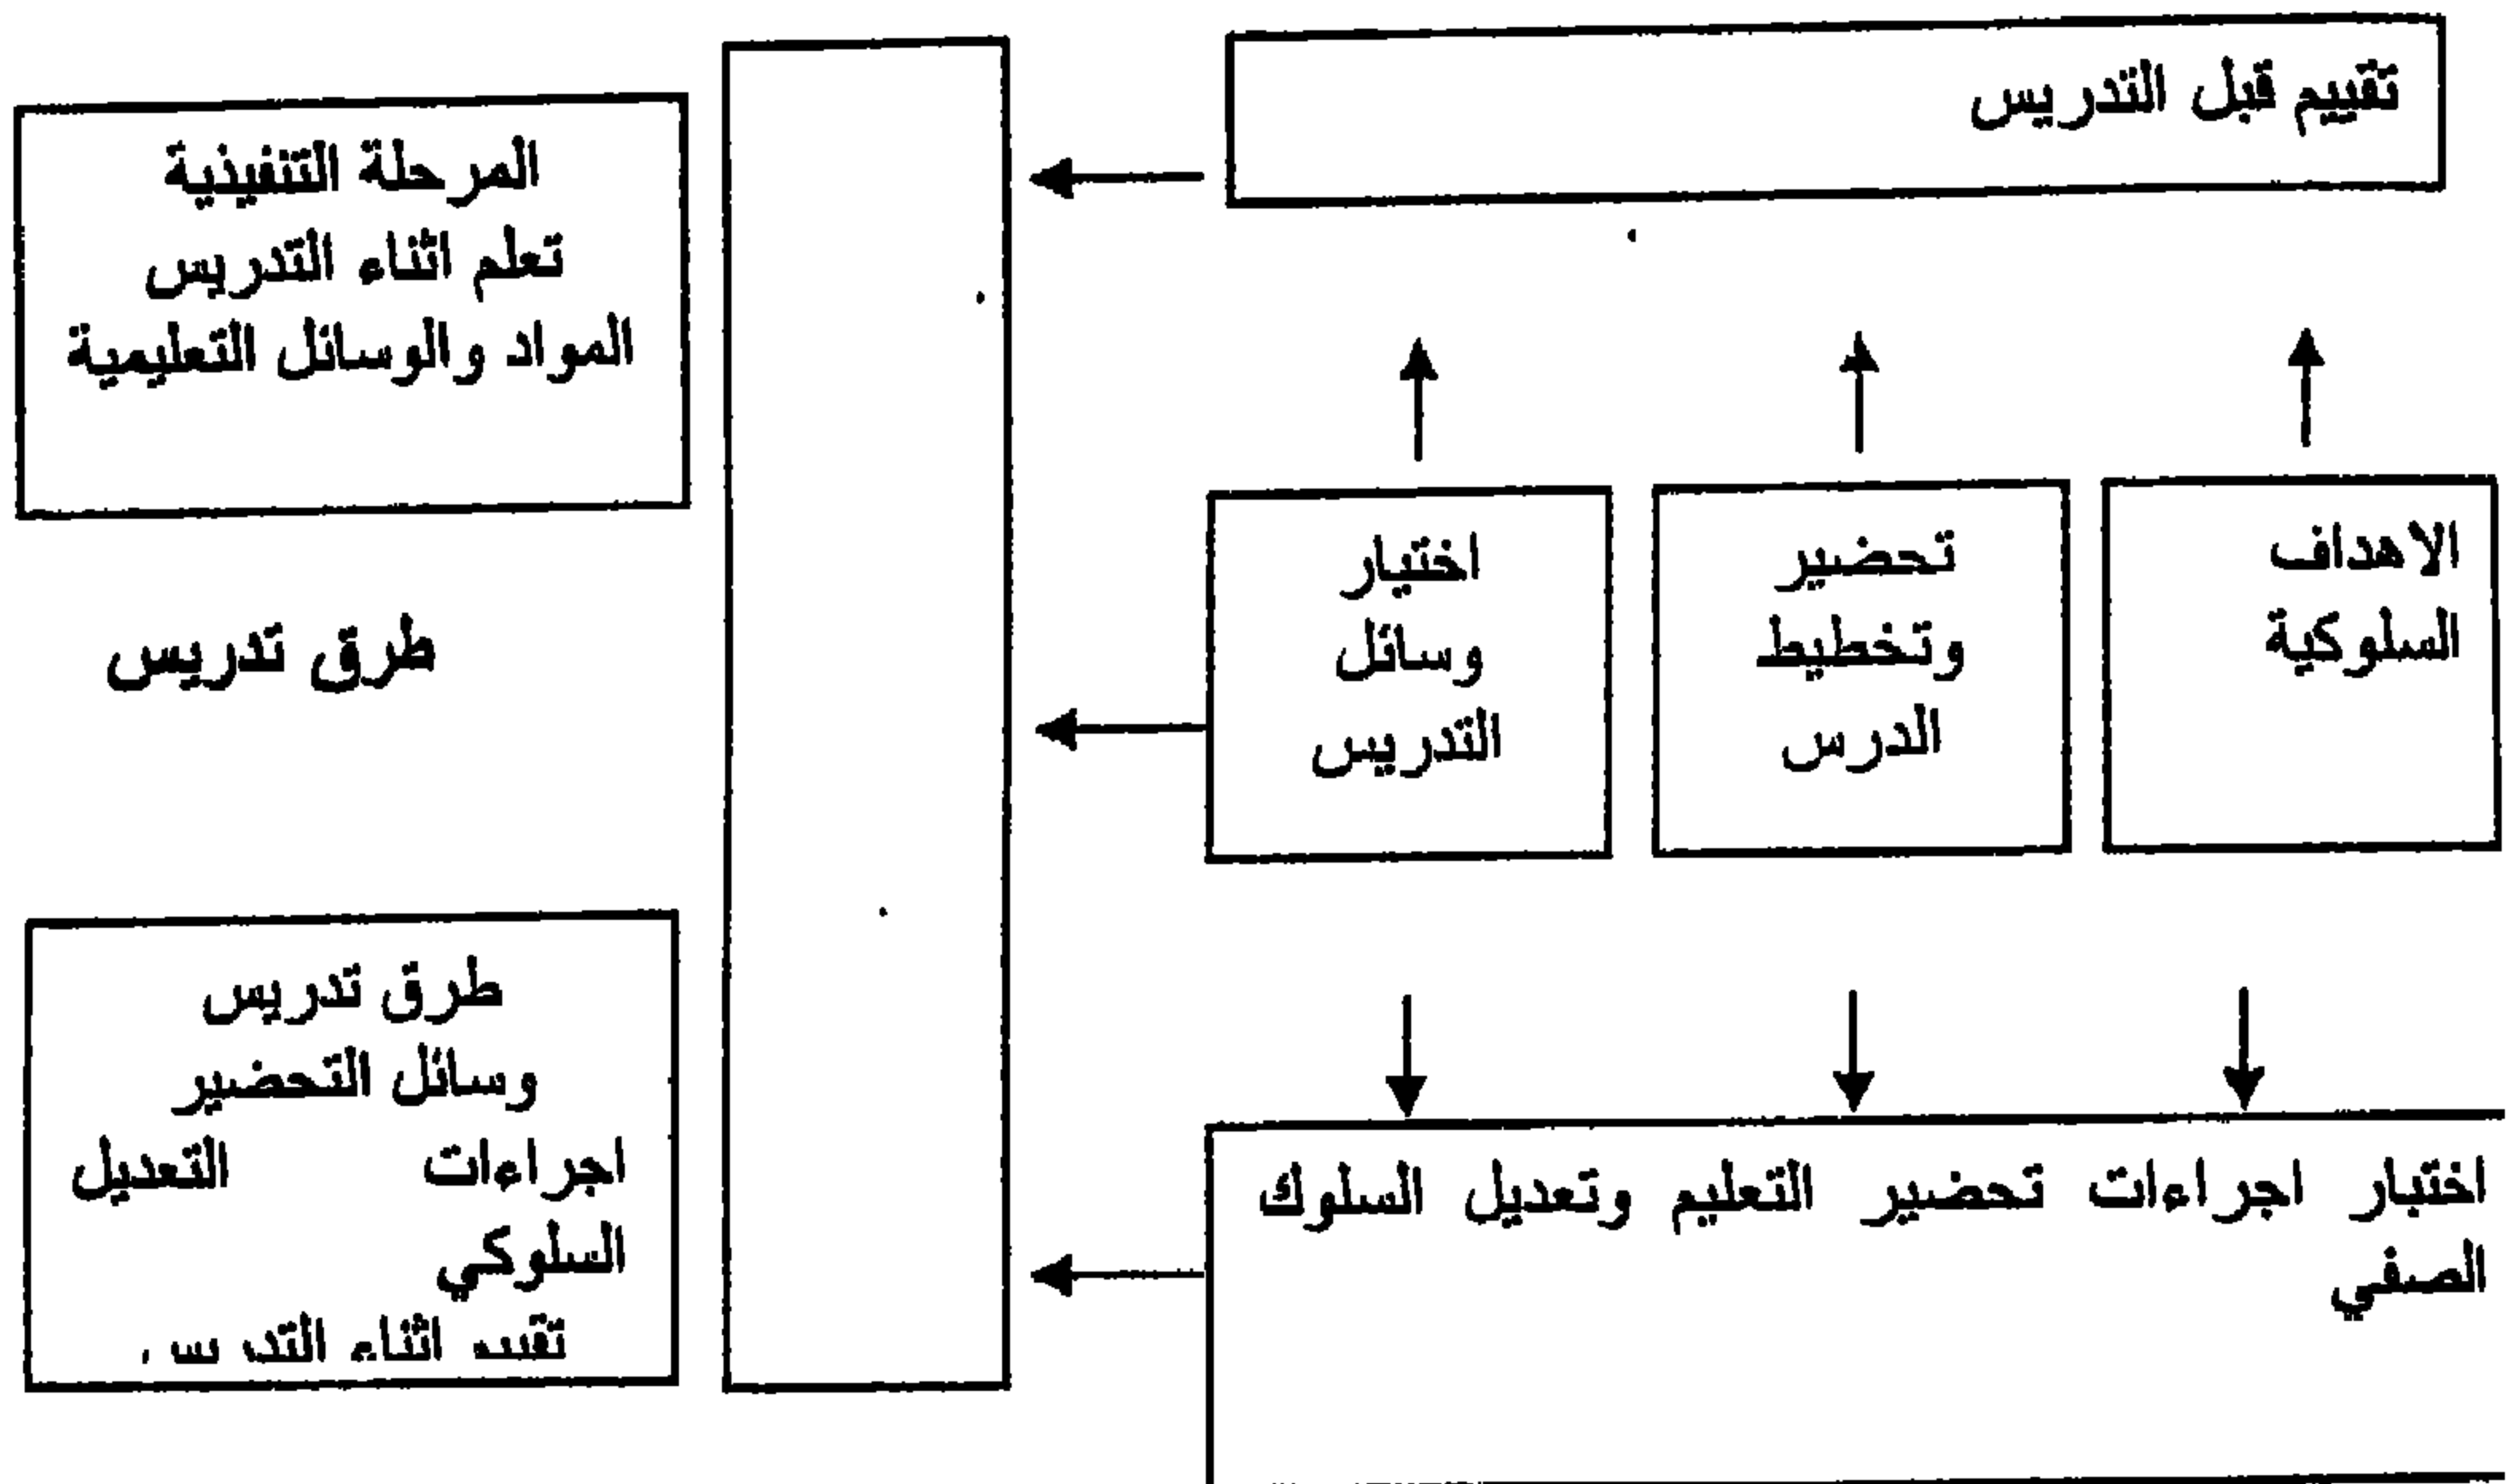 تقييم قبل التدريس
الاهداف
السلوكية
تحضير
وتخطيط
الدرس
اختيار
وسائل
التدريس
اختبار اجراءات تحضير التعليم وتعديل السلوك
الصفي
المرحلة التنفيذية
تعلم اثناء التدريس
المواد والوسائل التعليمية
طرق تدريس
طرق تدريس
وسائل التحضير
اجراءات التعديل
السلوكي
اثناء